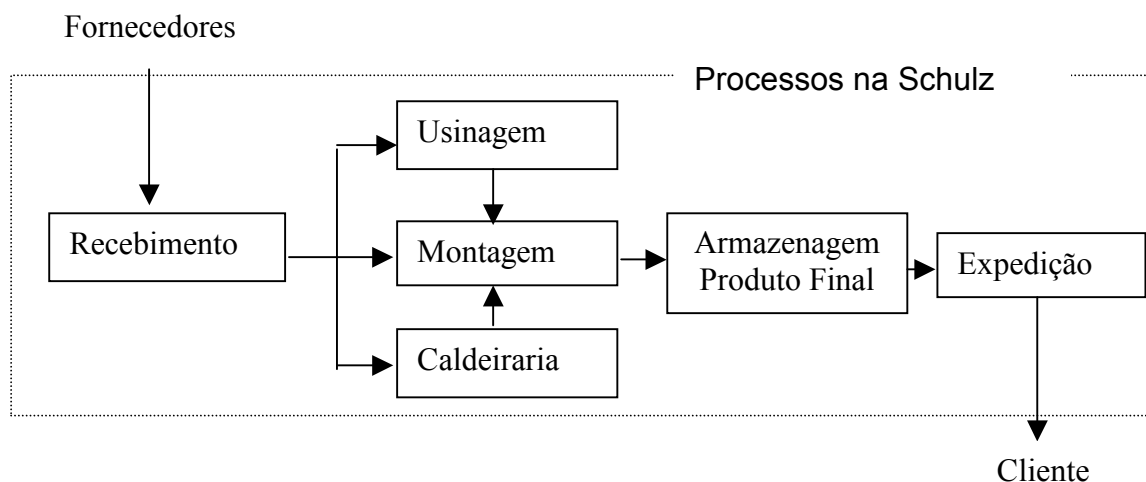 Fornecedores
Processos na Schulz
Usinagem
Recebimento
Montagem
Armazenagem
Produto Final
Expedição
Caldeiraria
Cliente